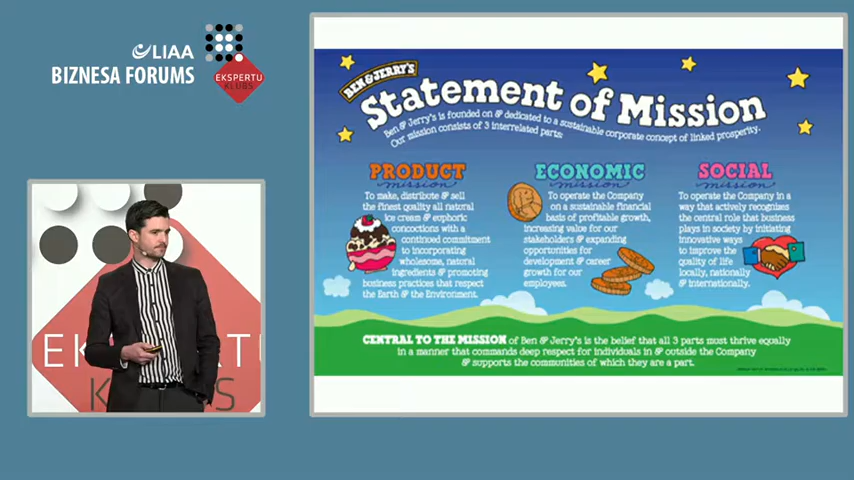 LIAA
BIZNESA FORUMS
EKSPERTU
KLUBS
BEN & JERRY'S
Statement of Mission
Ben & Jerry's is founded on & dedicated to a sustainable corporate concept of linked prosperity.
Our mission consists of 3 interrelated parts:
PRODUCT
mission
To make, distribute & sell
the finest quality all natural
ice cream & euphoric
concoctions with a
continued commitment
to incorporating
wholesome, natural
ingredients & promoting
business practices that respect
the Earth & the Environment.
ECONOMIC
mission
To operate the Company
on a sustainable financial
basis of profitable growth,
increasing value for our
stakeholders & expanding
opportunities for
development & career
growth for our
employees.
SOCIAL
mission
To operate the Company in a
way that actively recognizes
the central role that business
plays in society by initiating
innovative ways
to improve the
quality of life
locally, nationally
& internationally.
CENTRAL TO THE MISSION of Ben & Jerry's is the belief that all 3 parts must thrive equally
in a manner that commands deep respect for individuals in & outside the Company
& supports the communities of which they are a part.
EK ERTU
K S